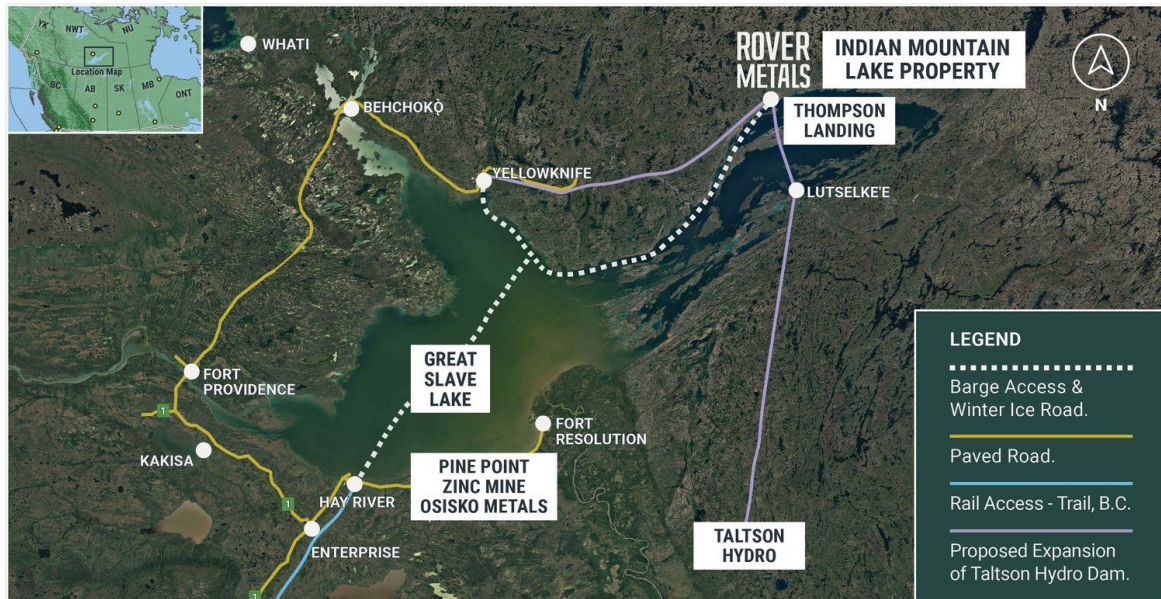 YK
NWT
NU
Location Map
BC
AB
SK
MB
ONT
WHATI
BEHCHOKǪ̀
YELLOWKNIFE
ROVER
METALS
INDIAN MOUNTAIN
LAKE PROPERTY
THOMPSON
LANDING
N
LUTSELKE'E
FORT
PROVIDENCE
GREAT
SLAVE
LAKE
FORT
RESOLUTION
KAKISA
1
PINE POINT
ZINC MINE
OSISKO METALS
HAY RIVER
1
ENTERPRISE
1
TALTSON
HYDRO
LEGEND
Barge Access &
Winter Ice Road.
Paved Road.
Rail Access - Trail, B.C.
Proposed Expansion
of Taltson Hydro Dam.